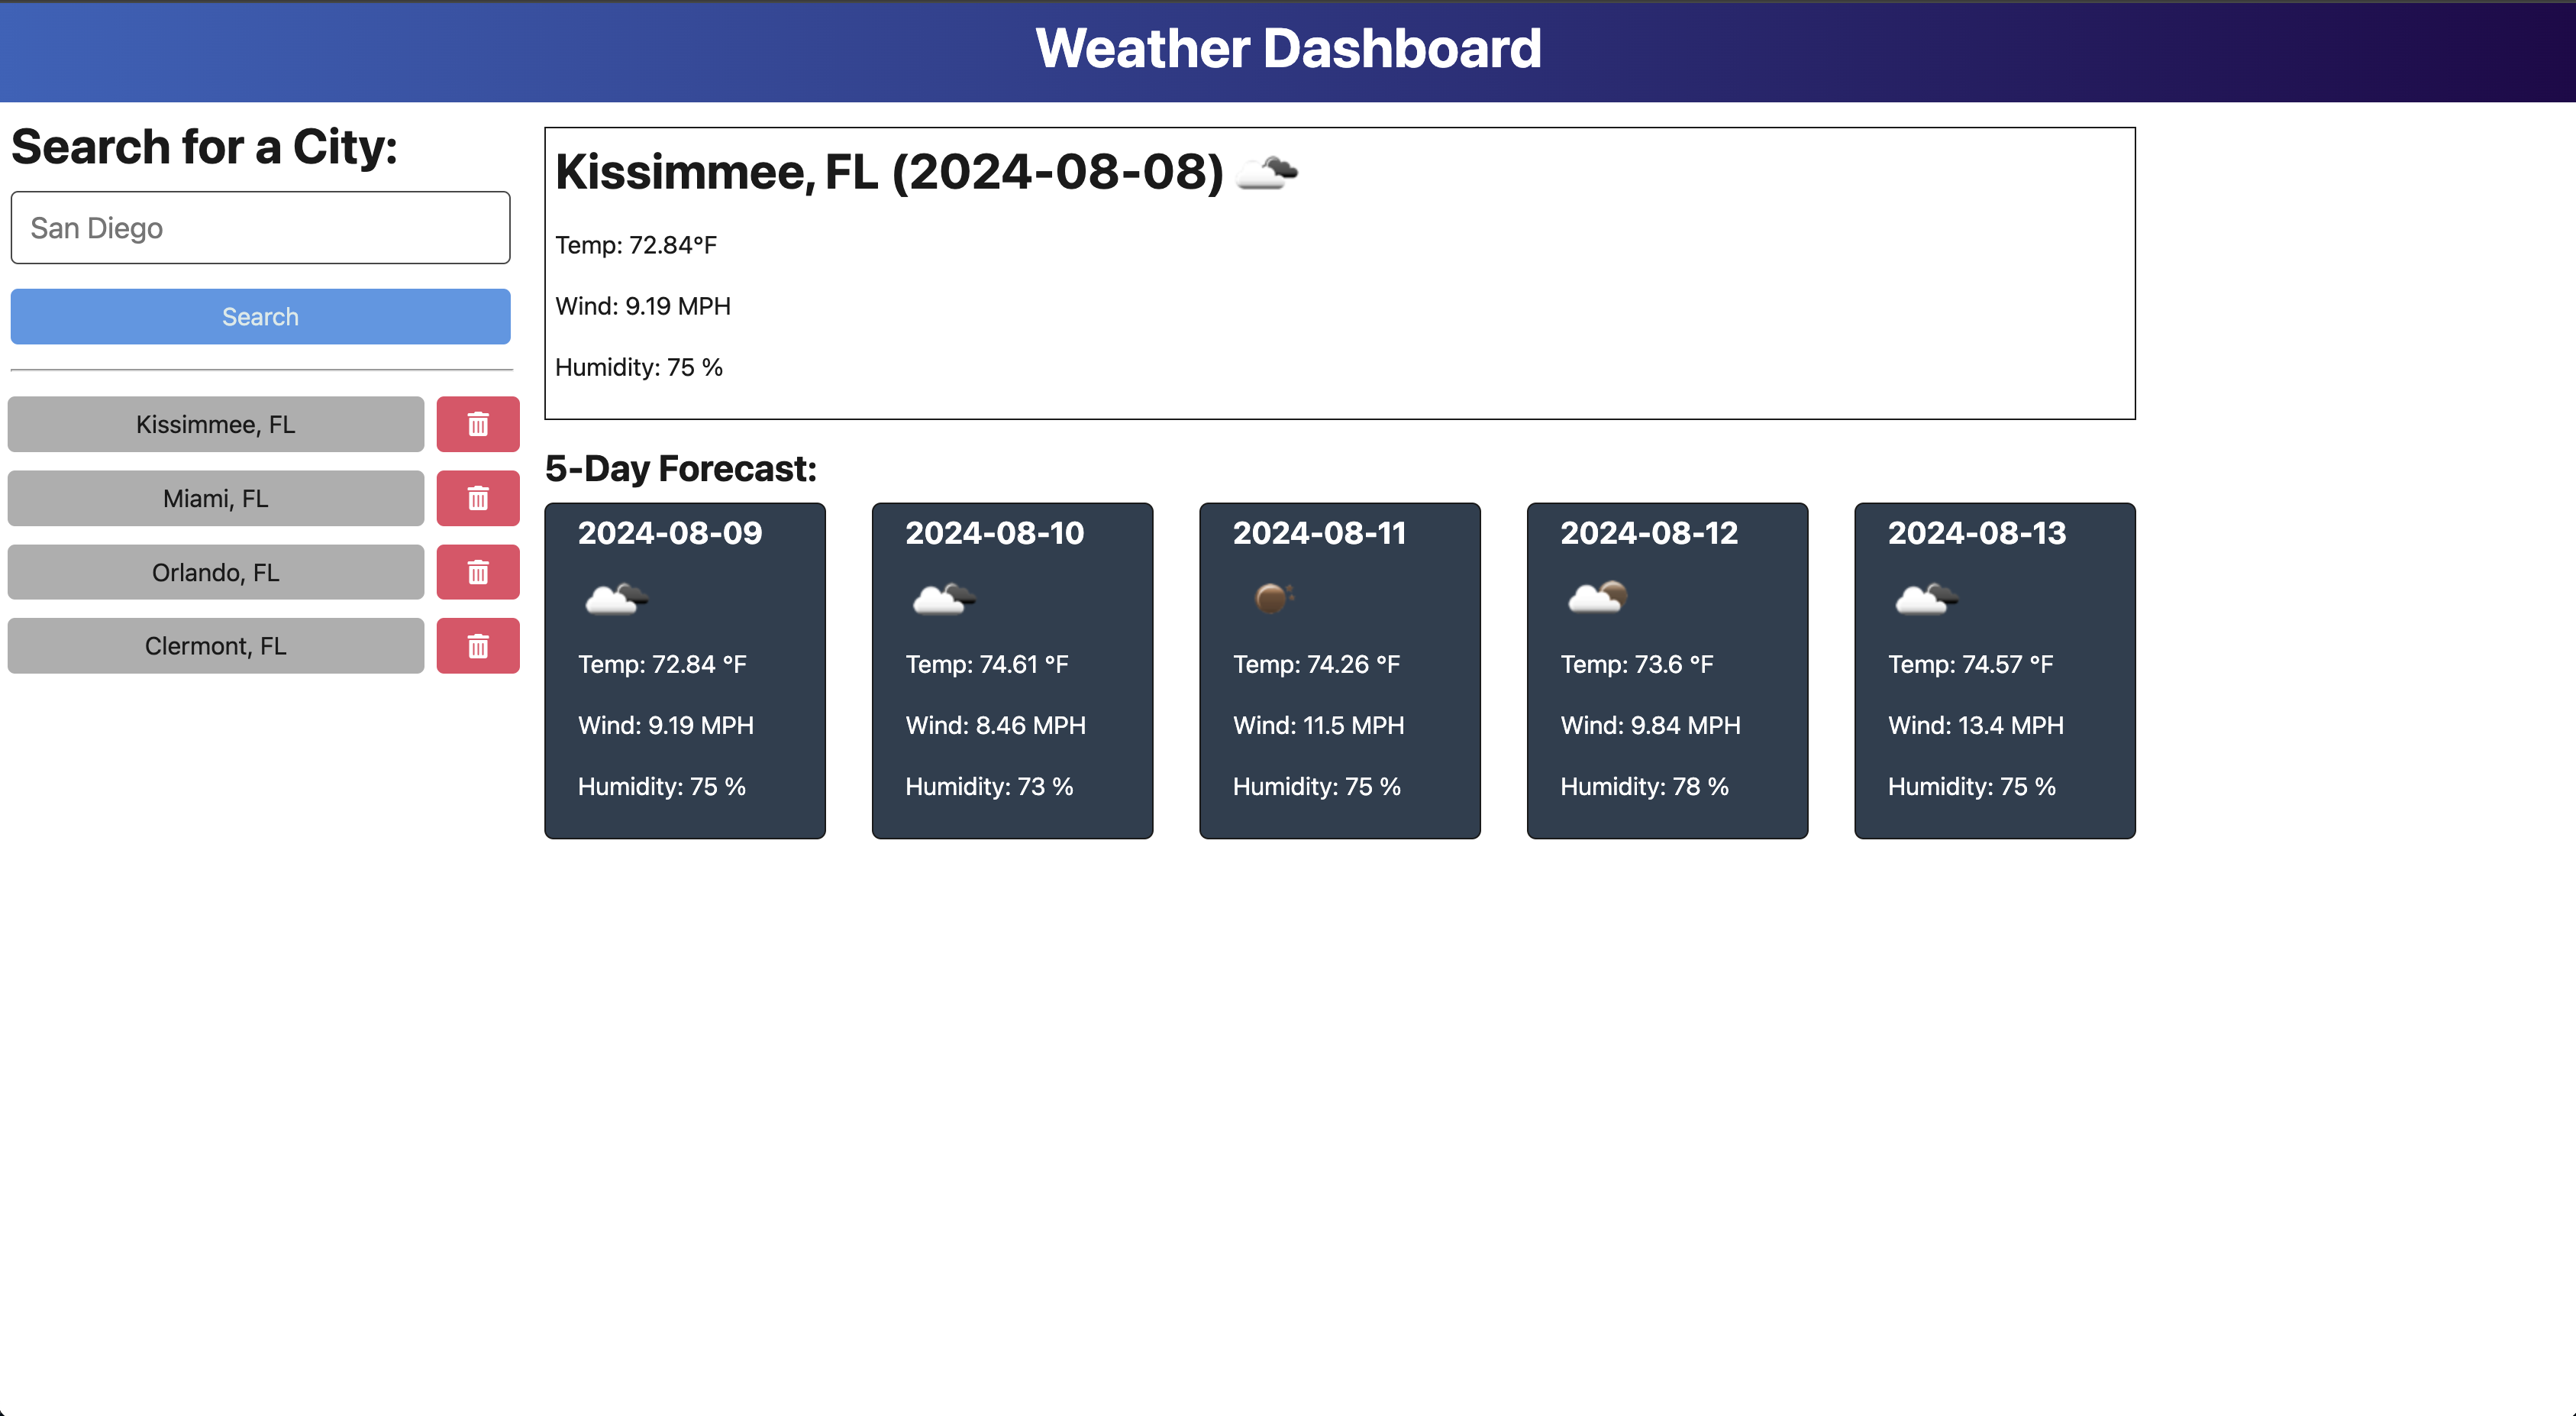 Weather Dashboard
Search for a City:
San Diego
Search
Kissimmee, FL
Miami, FL
Orlando, FL
Clermont, FL
Kissimmee, FL (2024-08-08)
Temp: 72.84°F
Wind: 9.19 MPH
Humidity: 75 %
5-Day Forecast:
2024-08-09
Temp: 72.84 °F
Wind: 9.19 MPH
Humidity: 75 %
2024-08-10
Temp: 74.61 °F
Wind: 8.46 MPH
Humidity: 73 %
2024-08-11
Temp: 74.26 °F
Wind: 11.5 MPH
Humidity: 75 %
2024-08-12
Temp: 73.6 °F
Wind: 9.84 MPH
Humidity: 78 %
2024-08-13
Temp: 74.57 °F
Wind: 13.4 MPH
Humidity: 75 %